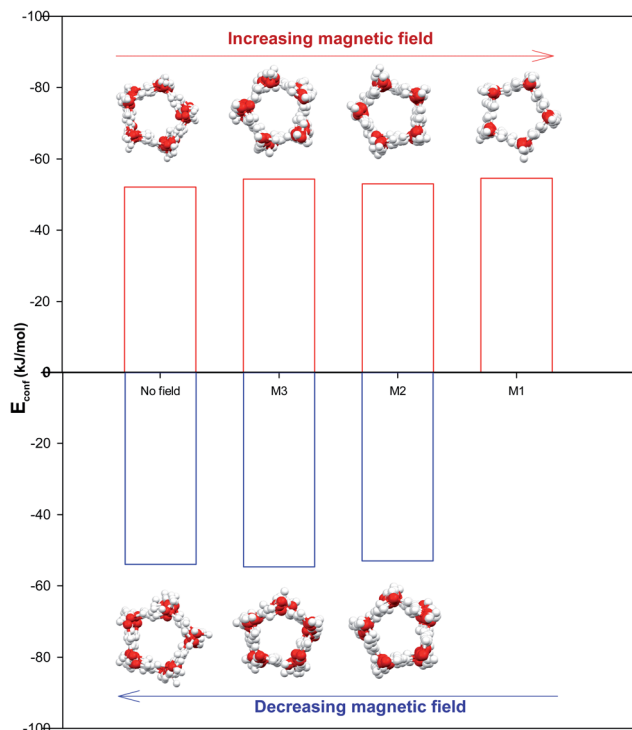 -100
Increasing magnetic field
-80
-60
-40
-20
0
No field M3 M2 M1
E_conf (kJ/mol)
-20
-40
-60
-80
Decreasing magnetic field
-100